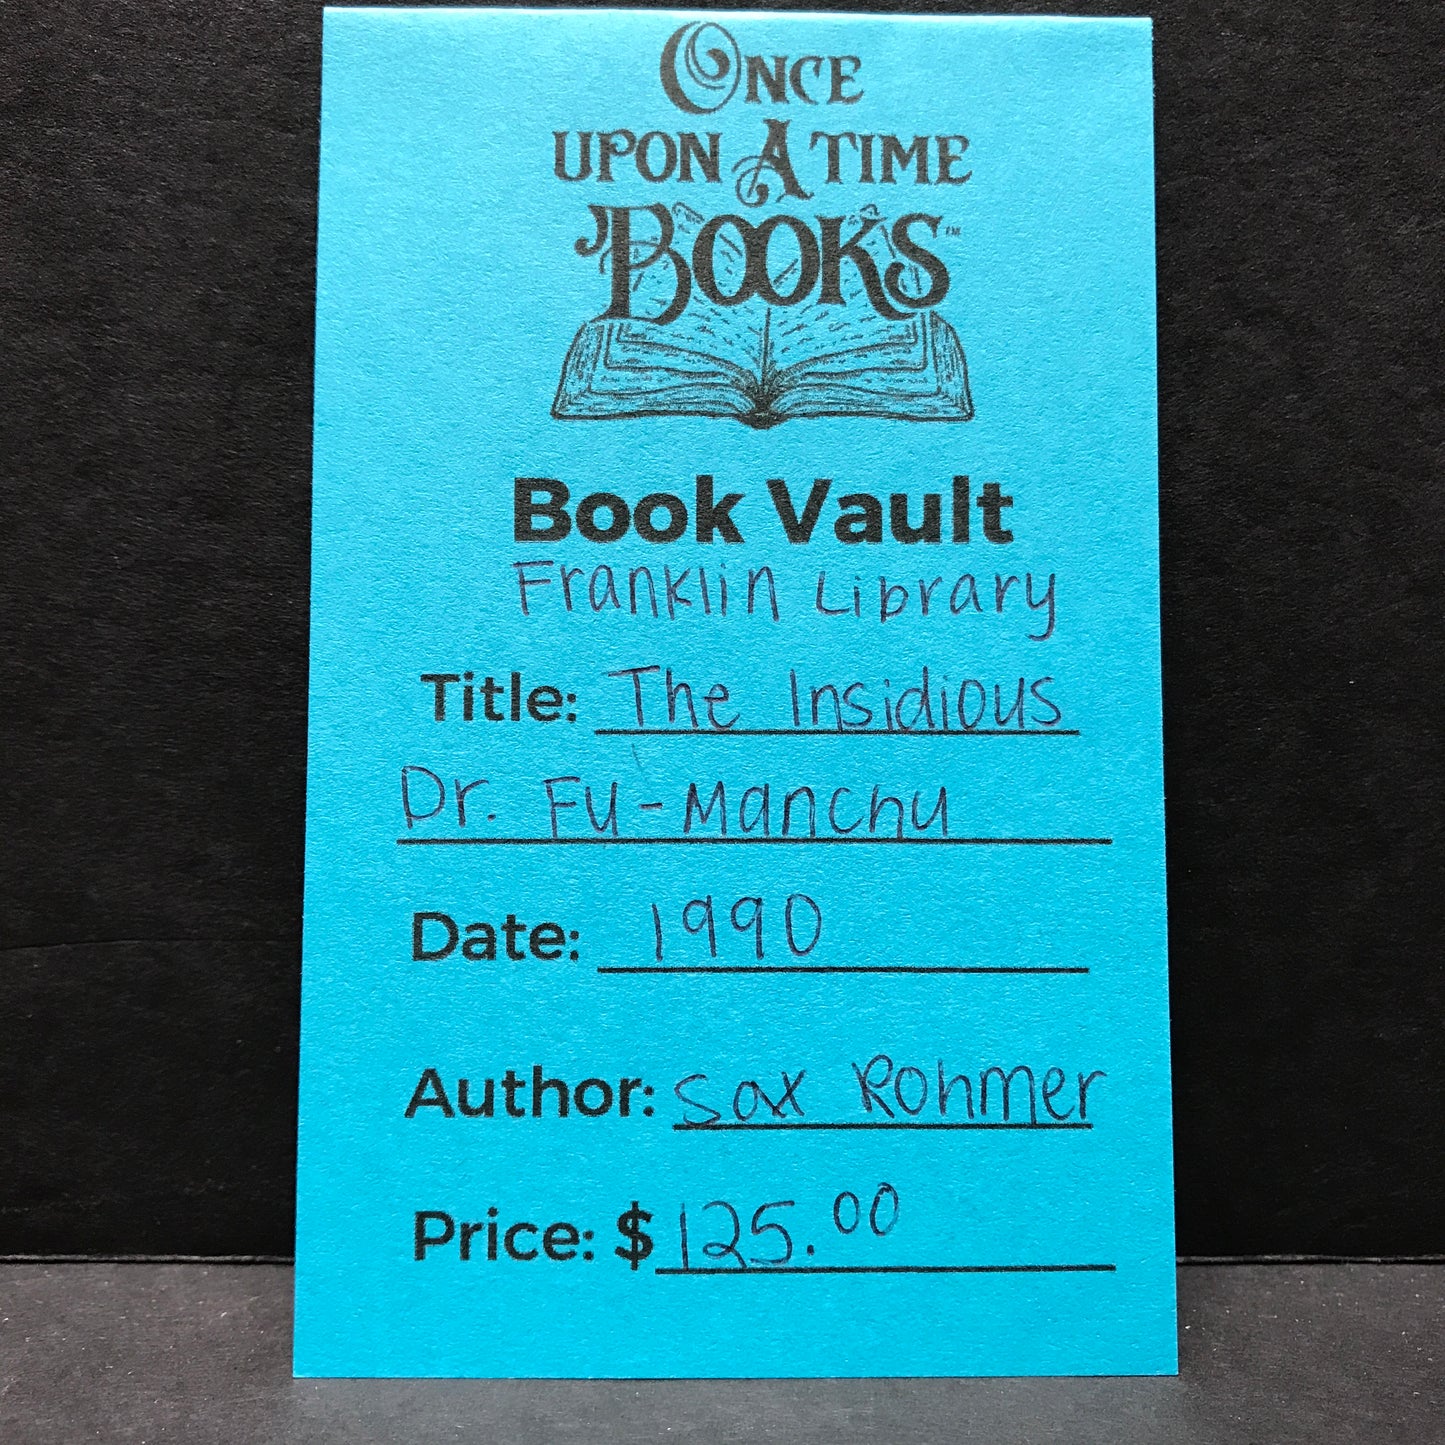 ONCE
UPON A TIME
BOOKS™
Book Vault
Franklin Library
Title: The Insidious
Dr. Fu-Manchu
Date: 1990
Author: Sax Rohmer
Price: $125.00